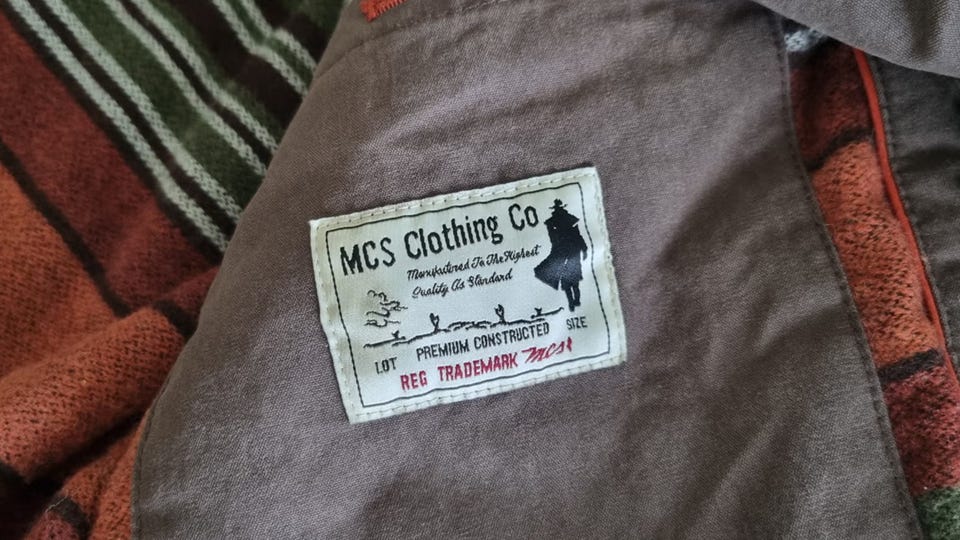 MCS Clothing Co
Manufactured To The Highest
Quality As Standard
LOT PREMIUM CONSTRUCTED SIZE
REG TRADEMARK mcs